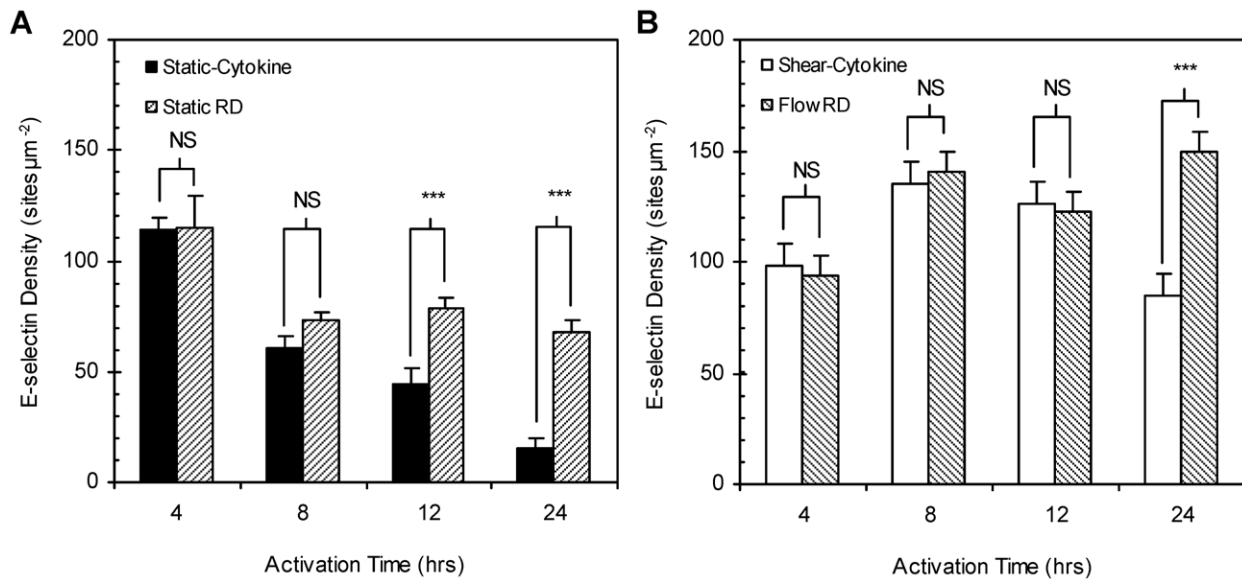 A
E-selectin Density (sites µm-2)
200
150
100
50
0
Static-Cytokine
Static RD
NS
NS
***
***
4 8 12 24
Activation Time (hrs)
B
E-selectin Density (sites µm-2)
200
150
100
50
0
Shear-Cytokine
Flow RD
NS
NS
NS
***
4 8 12 24
Activation Time (hrs)